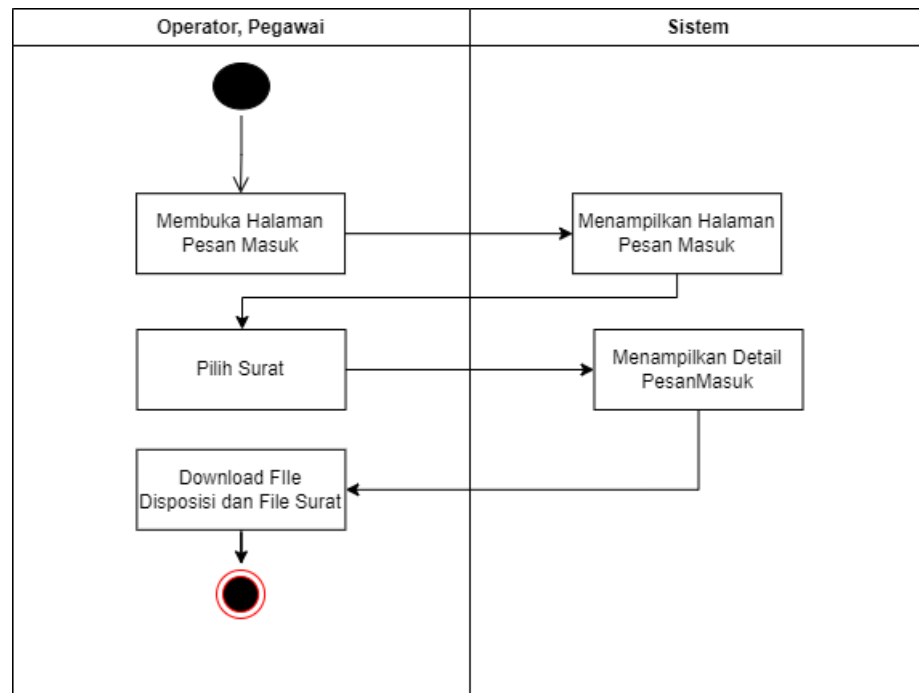 Operator, Pegawai
Sistem
Membuka Halaman
Pesan Masuk
Menampilkan Halaman
Pesan Masuk
Pilih Surat
Menampilkan Detail
PesanMasuk
Download FIle
Disposisi dan File Surat